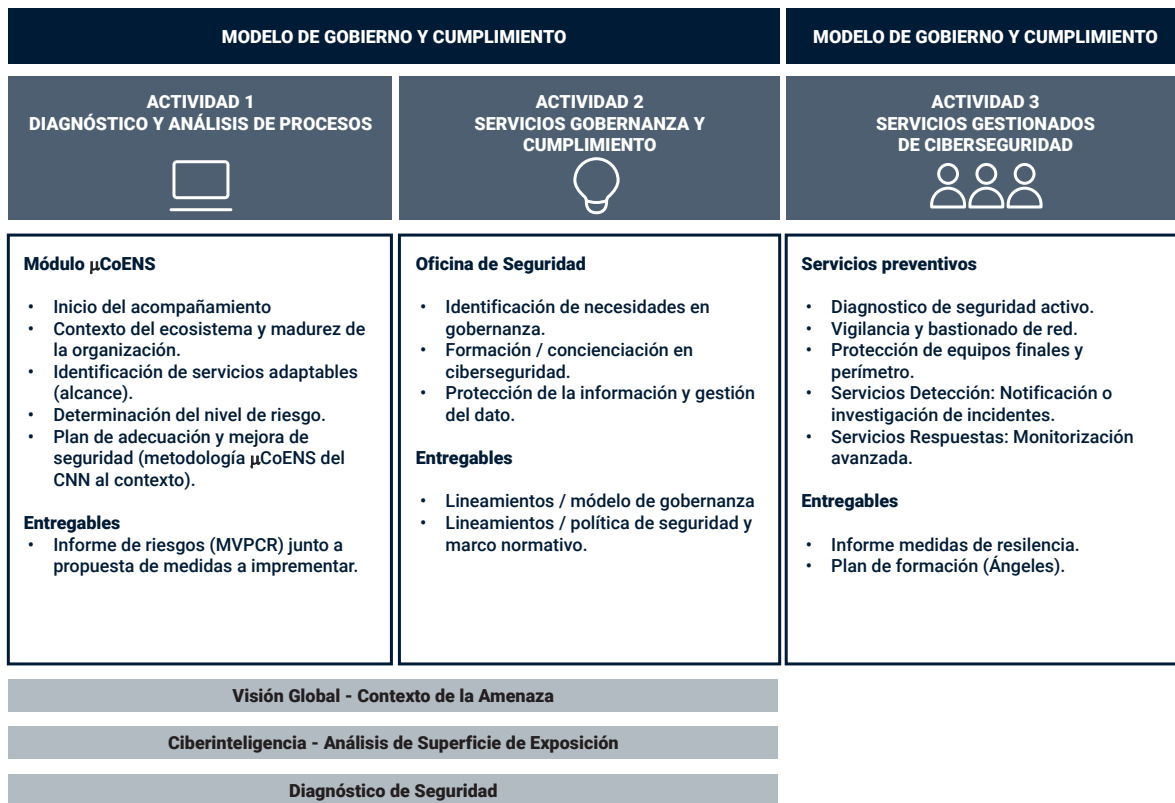 MODELO DE GOBIERNO Y CUMPLIMIENTO
MODELO DE GOBIERNO Y CUMPLIMIENTO
ACTIVIDAD 1
DIAGNÓSTICO Y ANÁLISIS DE PROCESOS
ACTIVIDAD 2
SERVICIOS GOBERNANZA Y
CUMPLIMIENTO
ACTIVIDAD 3
SERVICIOS GESTIONADOS
DE CIBERSEGURIDAD
Módulo μCoENS
• Inicio del acompañamiento
• Contexto del ecosistema y madurez de
la organización.
• Identificación de servicios adaptables
(alcance).
• Determinación del nivel de riesgo.
• Plan de adecuación y mejora de
seguridad (metodología μCoENS del
CNN al contexto).
Entregables
• Informe de riesgos (MVPCR) junto a
propuesta de medidas a imprementar.
Oficina de Seguridad
• Identificación de necesidades en
gobernanza.
• Formación / concienciación en
ciberseguridad.
• Protección de la información y gestión
del dato.
Entregables
• Lineamientos / módelo de gobernanza
• Lineamientos / política de seguridad y
marco normativo.
Servicios preventivos
• Diagnostico de seguridad activo.
• Vigilancia y bastionado de red.
• Protección de equipos finales y
perímetro.
• Servicios Detección: Notificación o
investigación de incidentes.
• Servicios Respuestas: Monitorización
avanzada.
Entregables
• Informe medidas de resilencia.
• Plan de formación (Ángeles).
Visión Global - Contexto de la Amenaza
Ciberinteligencia - Análisis de Superficie de Exposición
Diagnóstico de Seguridad